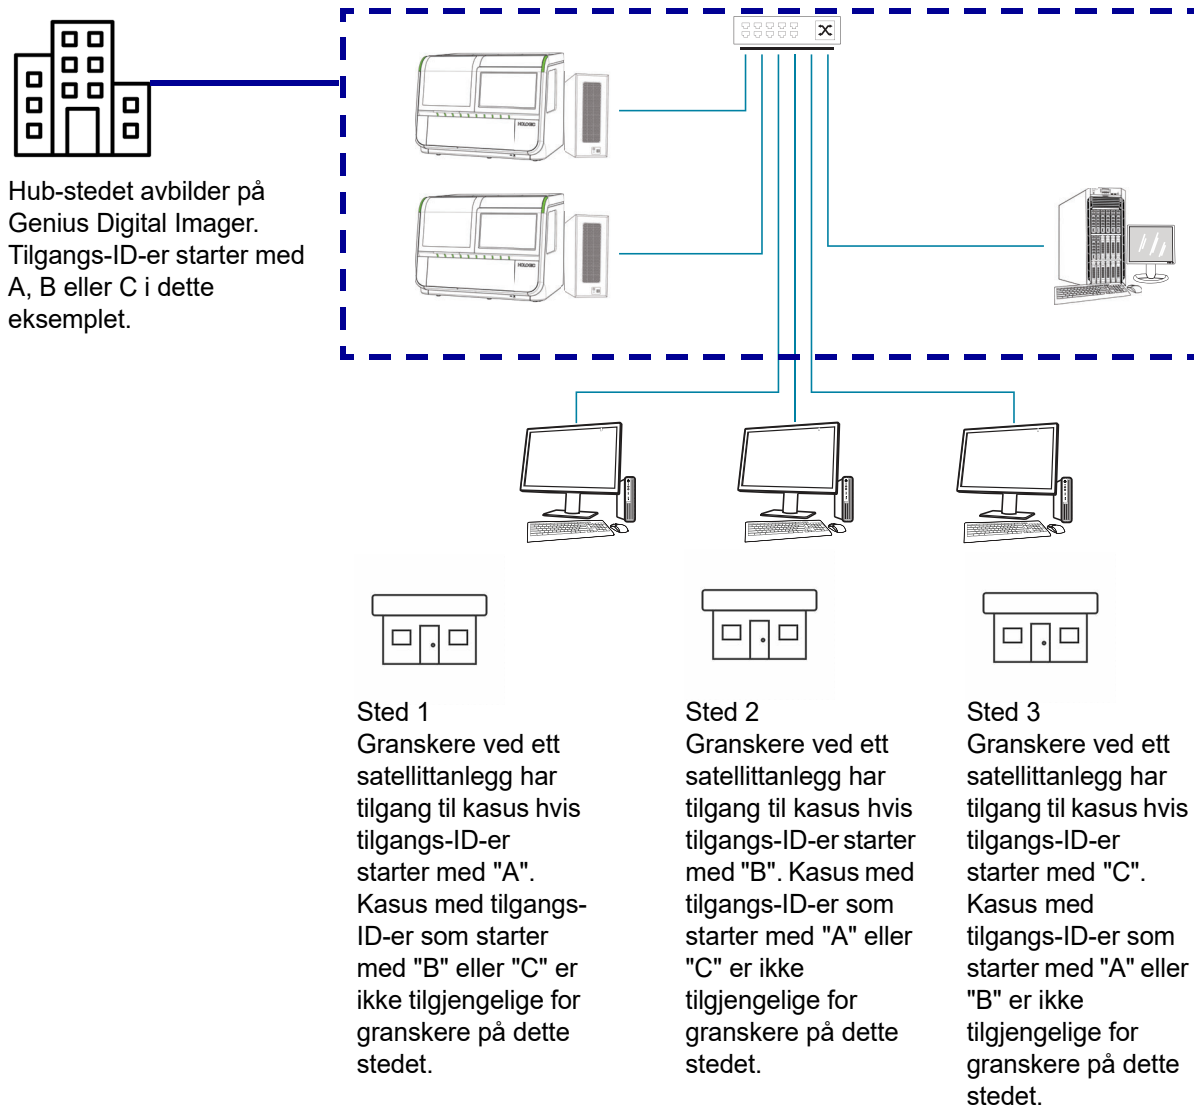 HOLOGIC
HOLOGIC
Hub-stedet avbilder på
Genius Digital Imager.
Tilgangs-ID-er starter med
A, B eller C i dette
eksemplet.
Sted 1
Granskere ved ett
satellittanlegg har
tilgang til kasus hvis
tilgangs-ID-er
starter med "A".
Kasus med tilgangs-
ID-er som starter
med "B" eller "C" er
ikke tilgjengelige for
granskere på dette
stedet.
Sted 2
Granskere ved ett
satellittanlegg har
tilgang til kasus hvis
tilgangs-ID-er starter
med "B". Kasus med
tilgangs-ID-er som
starter med "A" eller
"C" er ikke
tilgjengelige for
granskere på dette
stedet.
Sted 3
Granskere ved ett
satellittanlegg har
tilgang til kasus hvis
tilgangs-ID-er
starter med "C".
Kasus med
tilgangs-ID-er som
starter med "A" eller
"B" er ikke
tilgjengelige for
granskere på dette
stedet.